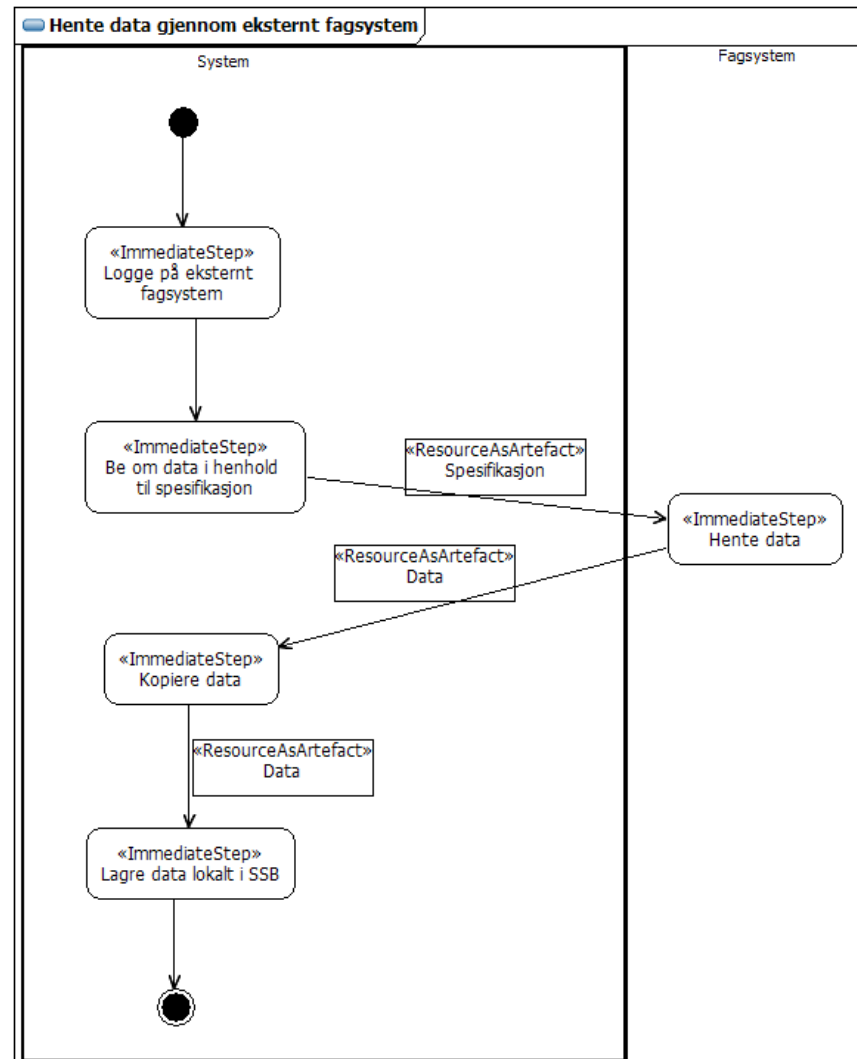 Hente data gjennom eksternt fagsystem
System
Fagsystem
«ImmediateStep»
Logge på eksternt
fagsystem
«ImmediateStep»
Be om data i henhold
til spesifikasjon
«ResourceAsArtefact»
Spesifikasjon
«ImmediateStep»
Hente data
«ResourceAsArtefact»
Data
«ImmediateStep»
Kopiere data
«ResourceAsArtefact»
Data
«ImmediateStep»
Lagre data lokalt i SSB